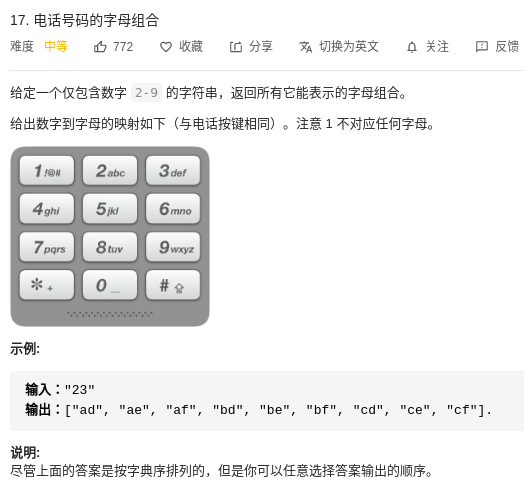 17. 电话号码的字母组合
难度 中等 772 收藏 分享 切换为英文 关注 反馈
给定一个仅包含数字 2-9 的字符串，返回所有它能表示的字母组合。
给出数字到字母的映射如下（与电话按键相同）。注意 1 不对应任何字母。
1 !@# 2 abc 3 def
4 ghi 5 jkl 6 mno
7 pqrs 8 tuv 9 wxyz
* + 0 _ # ⇧
示例:
输入："23"
输出：["ad", "ae", "af", "bd", "be", "bf", "cd", "ce", "cf"].
说明:
尽管上面的答案是按字典序排列的，但是你可以任意选择答案输出的顺序。